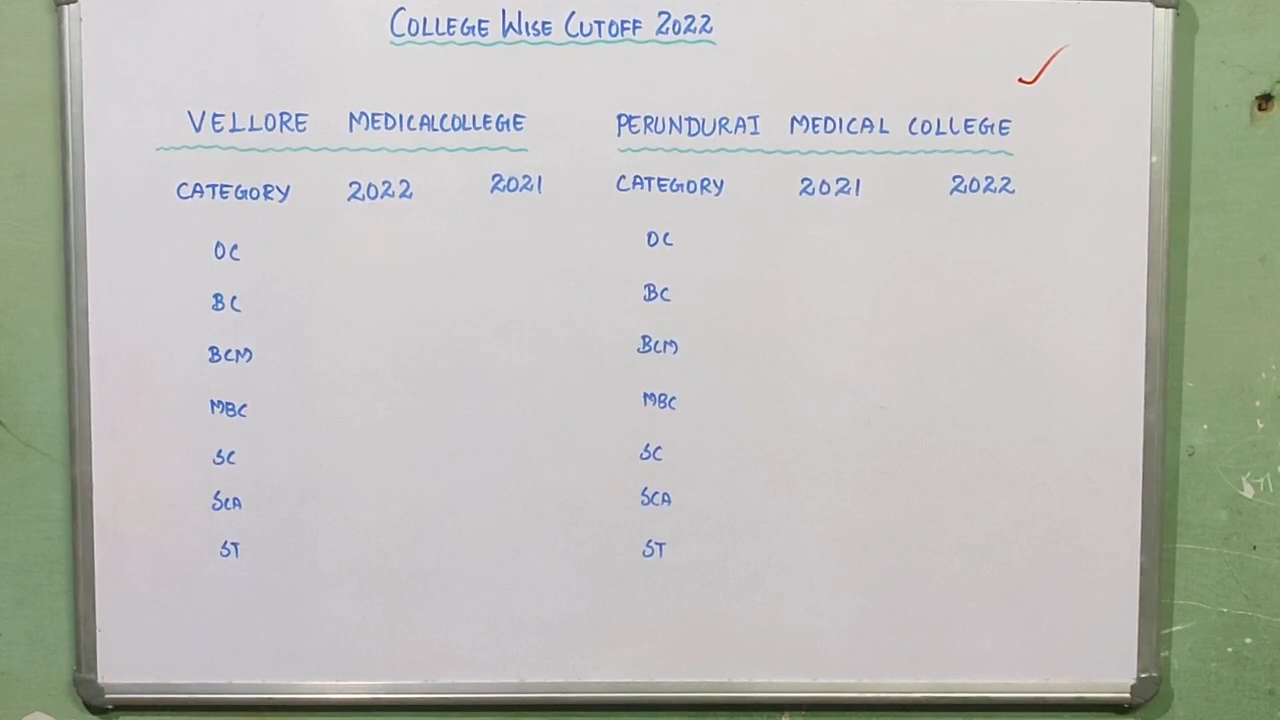 COLLEGE WISE CUTOFF 2022
VELLORE MEDICALCOLLEGE
CATEGORY 2022 2021
OC
BC
BCM
MBC
SC
SCA
ST
PERUNDURAI MEDICAL COLLEGE
CATEGORY 2021 2022
OC
BC
BCM
MBC
SC
SCA
ST